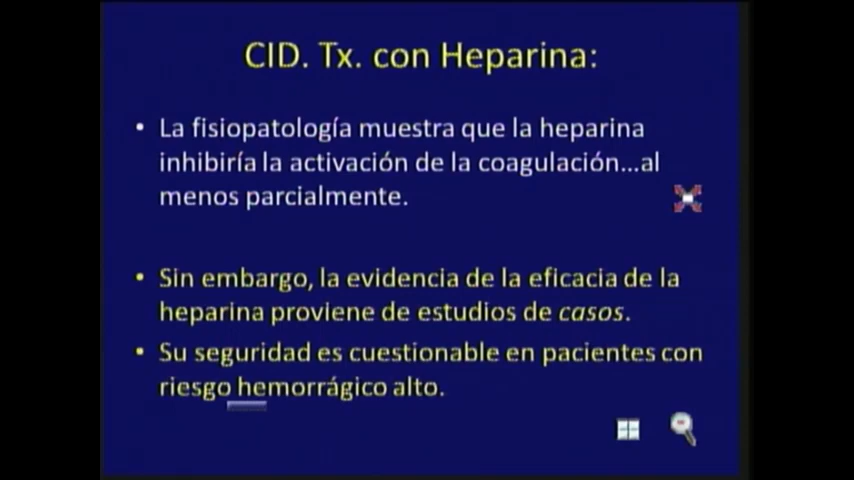 CID. Tx. con Heparina:
• La fisiopatología muestra que la heparina
inhibiría la activación de la coagulación...al
menos parcialmente.
• Sin embargo, la evidencia de la eficacia de la
heparina proviene de estudios de casos.
• Su seguridad es cuestionable en pacientes con
riesgo hemorrágico alto.